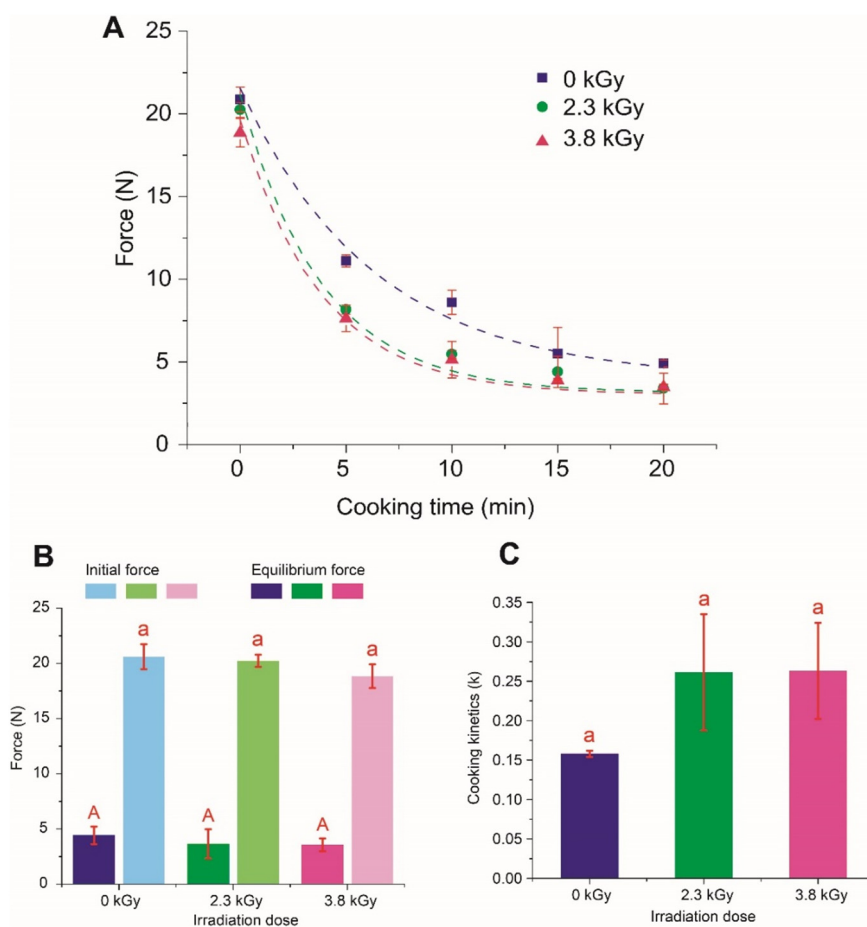 A
25
20
15
10
5
0
Force (N)
0 kGy
2.3 kGy
3.8 kGy
0 5 10 15 20
Cooking time (min)
B
Initial force Equilibrium force
25
20
15
10
5
0
Force (N)
A a A a A a
0 kGy 2.3 kGy 3.8 kGy
Irradiation dose
C
0.35
0.30
0.25
0.20
0.15
0.10
0.05
0.00
Cooking kinetics (k)
a a a
0 kGy 2.3 kGy 3.8 kGy
Irradiation dose